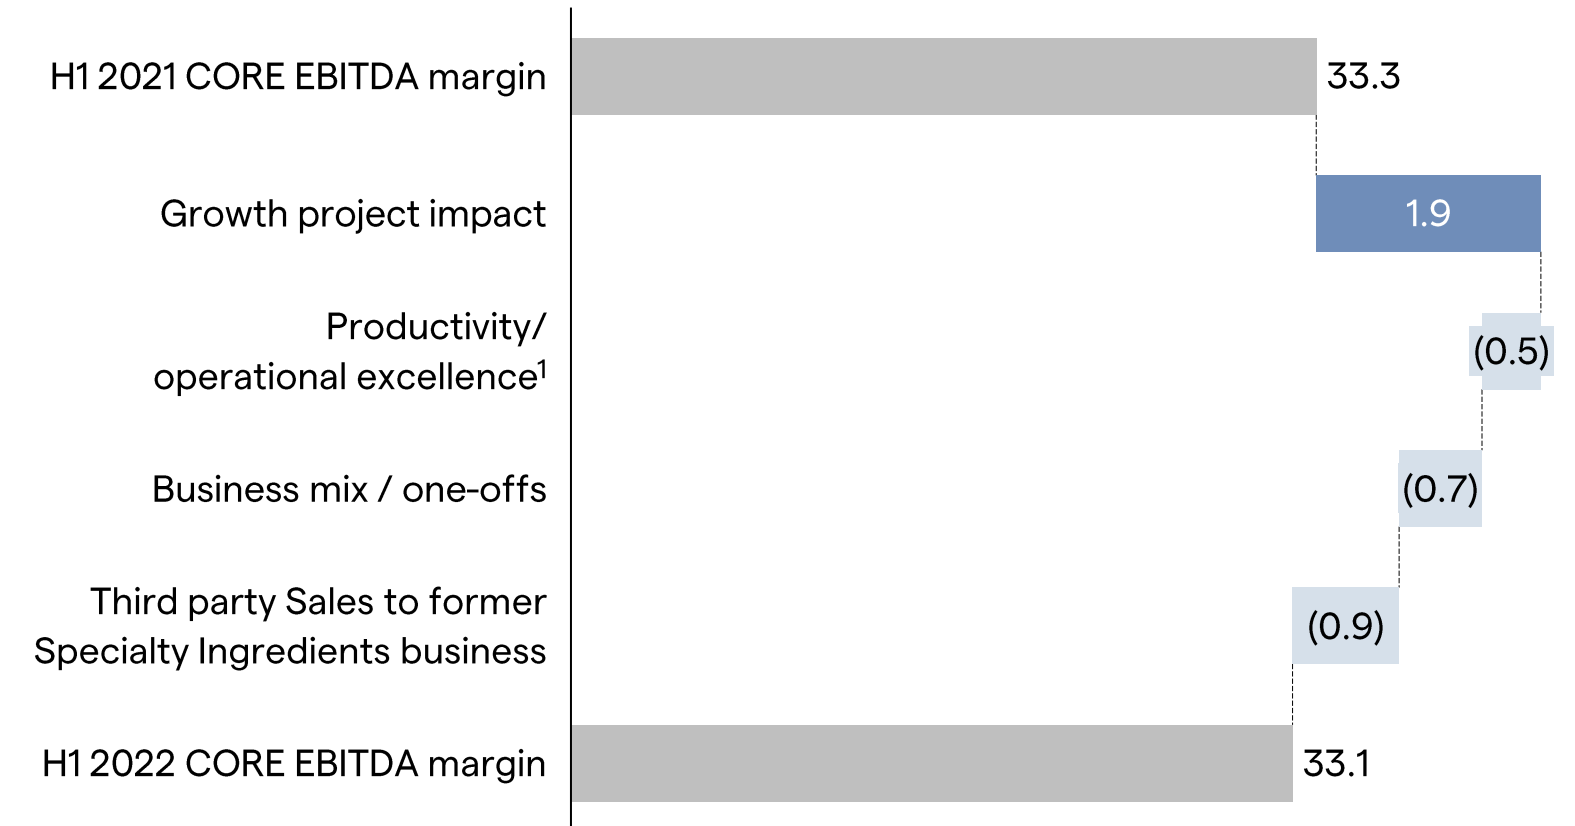 H1 2021 CORE EBITDA margin
33.3
Growth project impact
1.9
Productivity/
operational excellence¹
(0.5)
Business mix / one-offs
(0.7)
Third party Sales to former
Specialty Ingredients business
(0.9)
H1 2022 CORE EBITDA margin
33.1